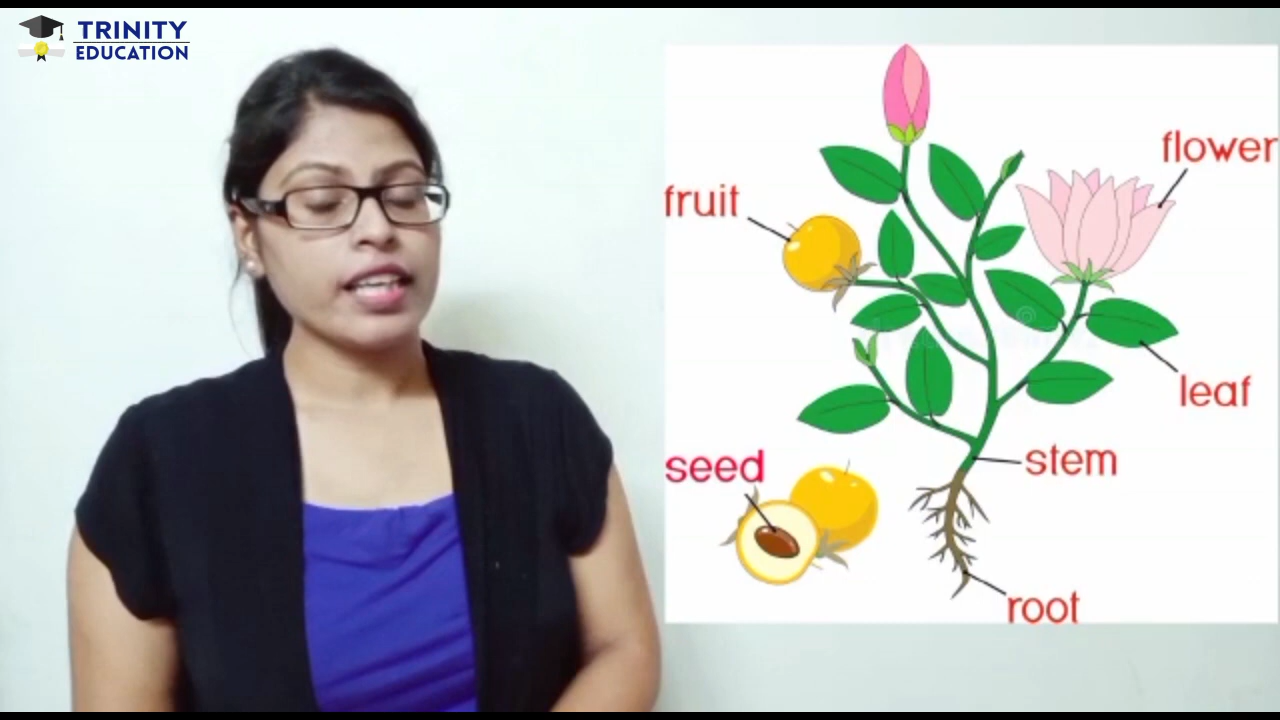 TRINITY
EDUCATION
flower
fruit
leaf
stem
seed
root